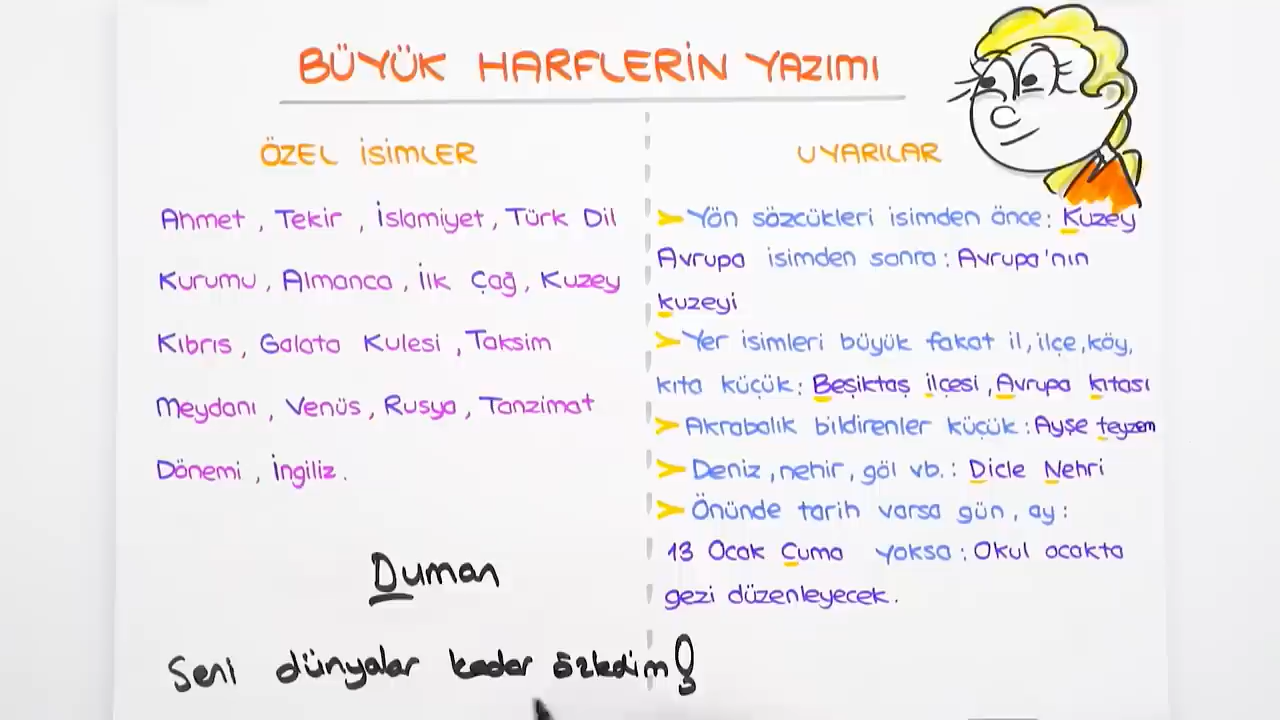 BÜYÜK HARFLERİN YAZIMI
ÖZEL İSİMLER
Ahmet, Tekir, İslamiyet, Türk Dil
Kurumu, Almanca, İlk Çağ, Kuzey
Kıbrıs, Galata Kulesi, Taksim
Meydanı, Venüs, Rusya, Tanzimat
Dönemi, İngiliz.
Duman
Seni dünyalar kadar özledim!
UYARILAR
➤ Yön sözcükleri isimden önce: Kuzey
Avrupa isimden sonra: Avrupa'nın
kuzeyi
➤ Yer isimleri büyük fakat il, ilçe, köy,
kıta küçük: Beşiktaş ilçesi, Avrupa kıtası
➤ Akrabalık bildirenler küçük: Ayşe teyzem
➤ Deniz, nehir, göl vb.: Dicle Nehri
➤ Önünde tarih varsa gün, ay:
13 Ocak Cuma yoksa: Okul ocakta
gezi düzenleyecek.